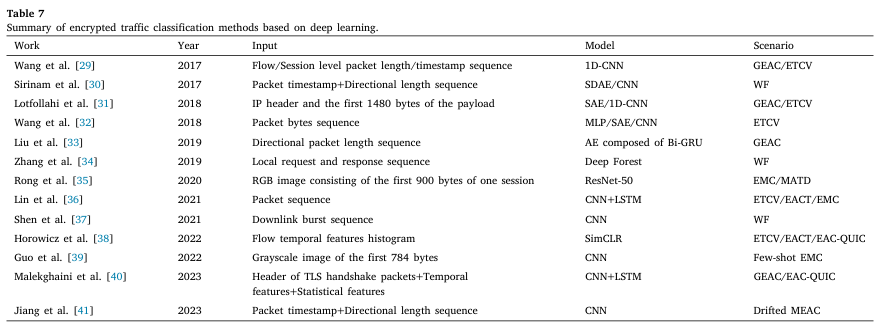 Table 7
Summary of encrypted traffic classification methods based on deep learning.
Work Year Input Model Scenario
Wang et al. [29] 2017 Flow/Session level packet length/timestamp sequence 1D-CNN GEAC/ETCV
Sirinam et al. [30] 2017 Packet timestamp+Directional length sequence SDAE/CNN WF
Lotfollahi et al. [31] 2018 IP header and the first 1480 bytes of the payload SAE/1D-CNN GEAC/ETCV
Wang et al. [32] 2018 Packet bytes sequence MLP/SAE/CNN ETCV
Liu et al. [33] 2019 Directional packet length sequence AE composed of Bi-GRU GEAC
Zhang et al. [34] 2019 Local request and response sequence Deep Forest WF
Rong et al. [35] 2020 RGB image consisting of the first 900 bytes of one session ResNet-50 EMC/MATD
Lin et al. [36] 2021 Packet sequence CNN+LSTM ETCV/EACT/EMC
Shen et al. [37] 2021 Downlink burst sequence CNN WF
Horowicz et al. [38] 2022 Flow temporal features histogram SimCLR ETCV/EACT/EAC-QUIC
Guo et al. [39] 2022 Grayscale image of the first 784 bytes CNN Few-shot EMC
Malekghaini et al. [40] 2023 Header of TLS handshake packets+Temporal CNN+LSTM GEAC/EAC-QUIC
features+Statistical features
Jiang et al. [41] 2023 Packet timestamp+Directional length sequence CNN Drifted MEAC